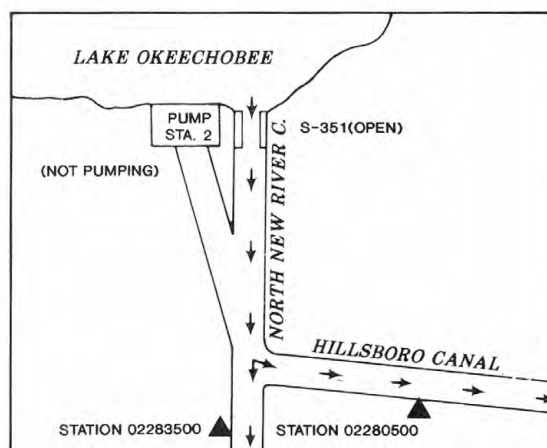 LAKE OKEECHOBEE
PUMP
STA. 2
S-351(OPEN)
(NOT PUMPING)
NORTH NEW RIVER C.
HILLSBORO CANAL
STATION 02283500
STATION 02280500